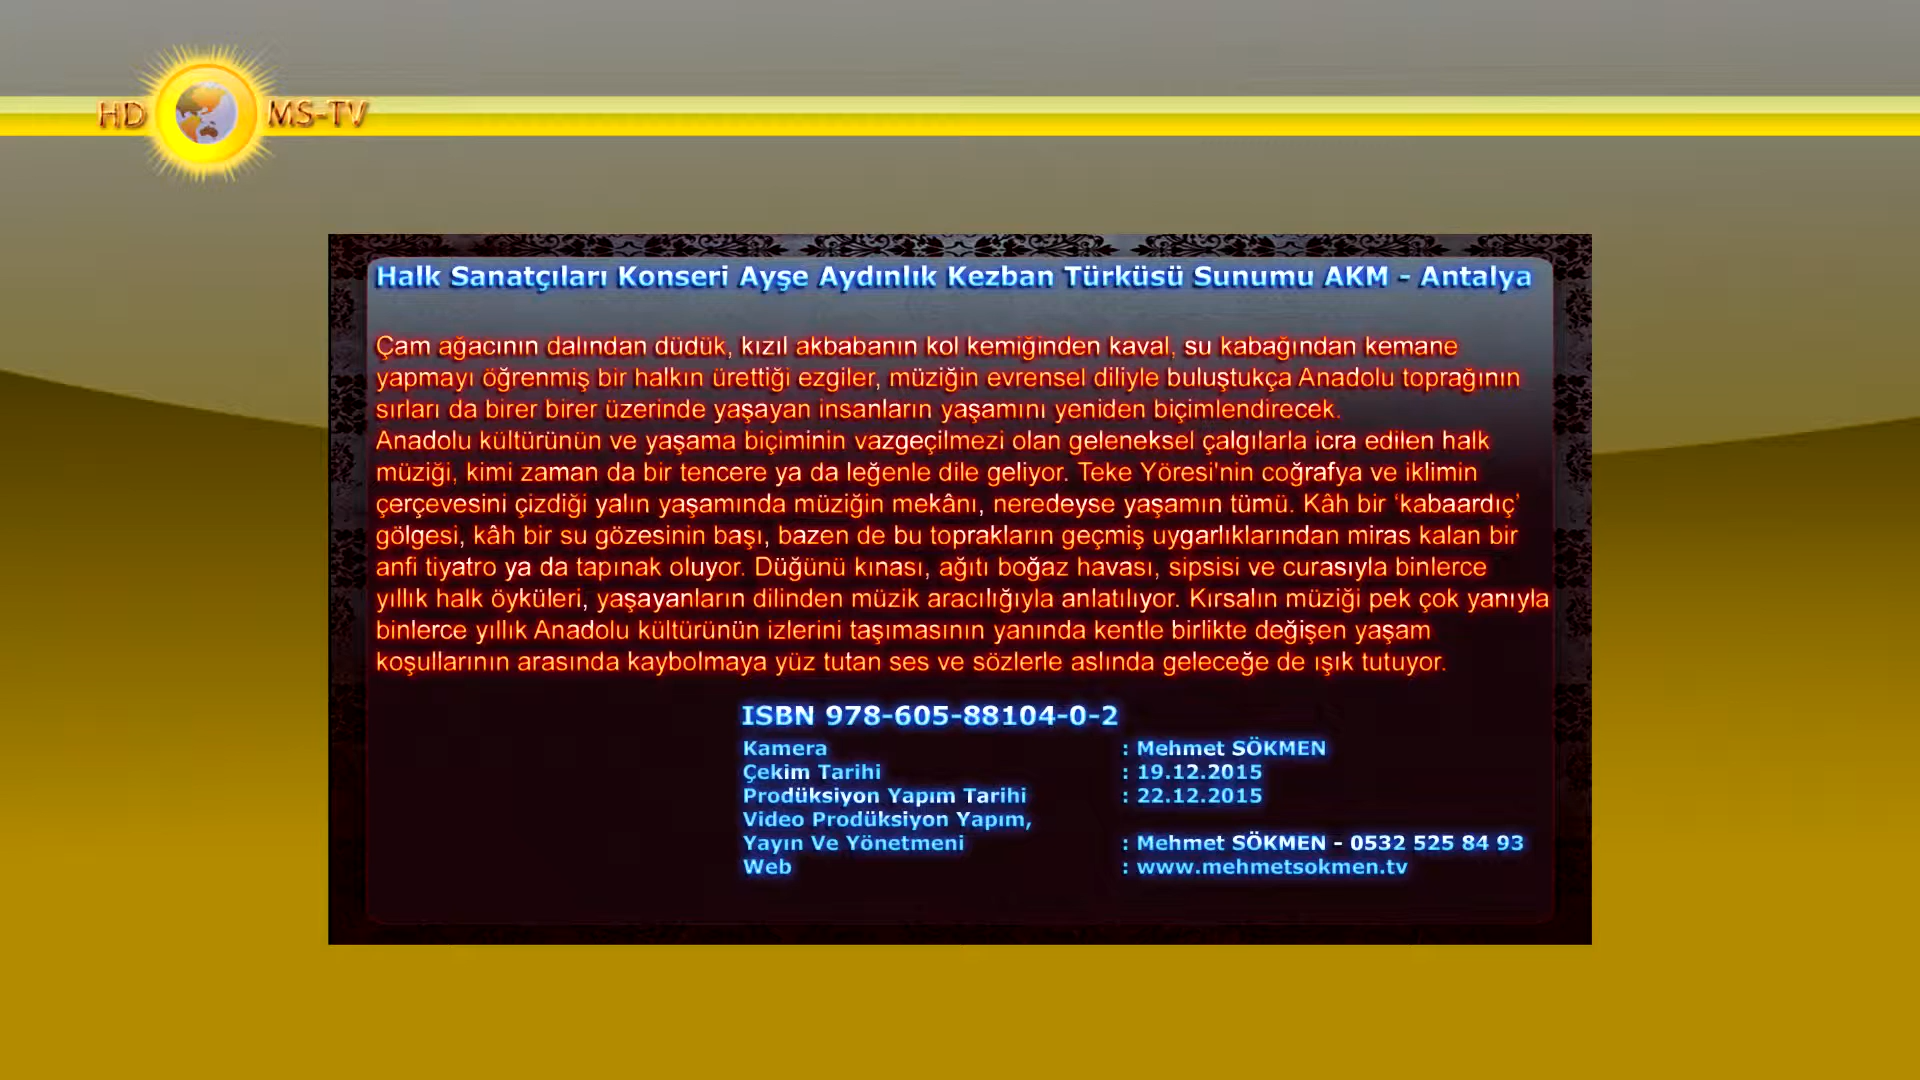 HD MS-TV
Halk Sanatçıları Konseri Ayşe Aydınlık Kezban Türküsü Sunumu AKM - Antalya
Çam ağacının dalından düdük, kızıl akbabanın kol kemiğinden kaval, su kabağından kemane
yapmayı öğrenmiş bir halkın ürettiği ezgiler, müziğin evrensel diliyle buluştukça Anadolu toprağının
sırları da birer birer üzerinde yaşayan insanların yaşamını yeniden biçimlendirecek.
Anadolu kültürünün ve yaşama biçiminin vazgeçilmezi olan geleneksel çalgılarla icra edilen halk
müziği, kimi zaman da bir tencere ya da leğenle dile geliyor. Teke Yöresi'nin coğrafya ve iklimin
çerçevesini çizdiği yalın yaşamında müziğin mekânı, neredeyse yaşamın tümü. Kâh bir ‘kabaardıç’
gölgesi, kâh bir su gözesinin başı, bazen de bu toprakların geçmiş uygarlıklarından miras kalan bir
anfi tiyatro ya da tapınak oluyor. Düğünü kınası, ağıtı boğaz havası, sipsisi ve curasıyla binlerce
yıllık halk öyküleri, yaşayanların dilinden müzik aracılığıyla anlatılıyor. Kırsalın müziği pek çok yanıyla
binlerce yıllık Anadolu kültürünün izlerini taşımasının yanında kentle birlikte değişen yaşam
koşullarının arasında kaybolmaya yüz tutan ses ve sözlerle aslında geleceğe de ışık tutuyor.
ISBN 978-605-88104-0-2
Kamera : Mehmet SÖKMEN
Çekim Tarihi : 19.12.2015
Prodüksiyon Yapım Tarihi : 22.12.2015
Video Prodüksiyon Yapım,
Yayın Ve Yönetmeni : Mehmet SÖKMEN - 0532 525 84 93
Web : www.mehmetsokmen.tv